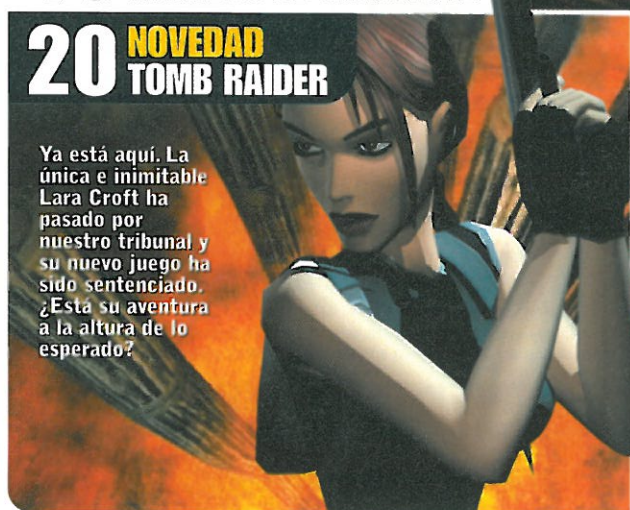 20 NOVEDAD
TOMB RAIDER
Ya está aquí. La
única e inimitable
Lara Croft ha
pasado por
nuestro tribunal y
su nuevo juego ha
sido sentenciado.
¿Está su aventura
a la altura de lo
esperado?